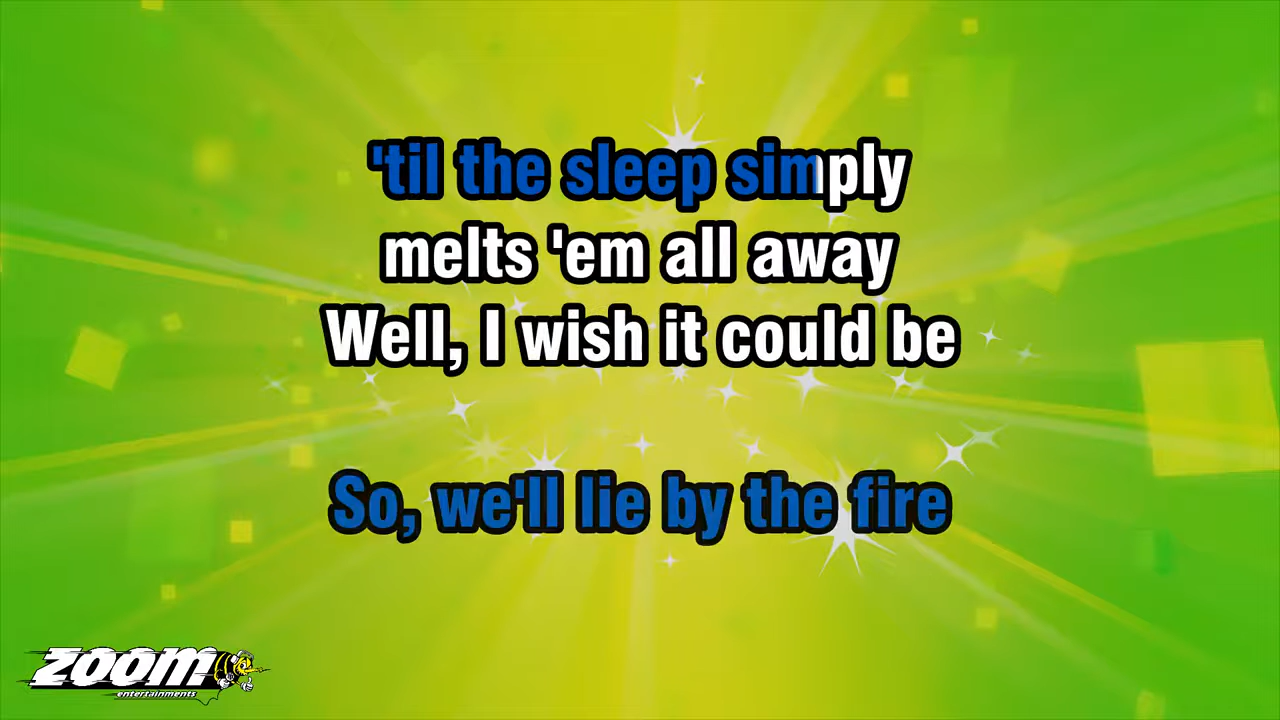 'til the sleep simply
melts 'em all away
Well, I wish it could be
So, we'll lie by the fire
zoom
entertainments